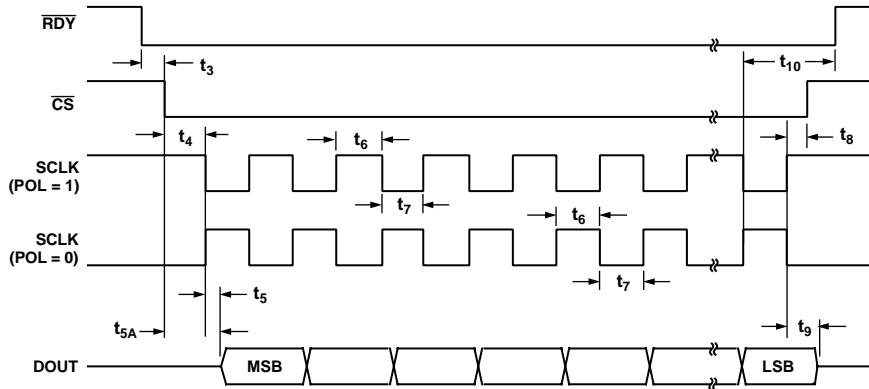 RDY
t3
t10
CS
t4
t6
t8
SCLK
(POL = 1)
t7
t6
SCLK
(POL = 0)
t7
t5
t5A
t9
DOUT
MSB
LSB